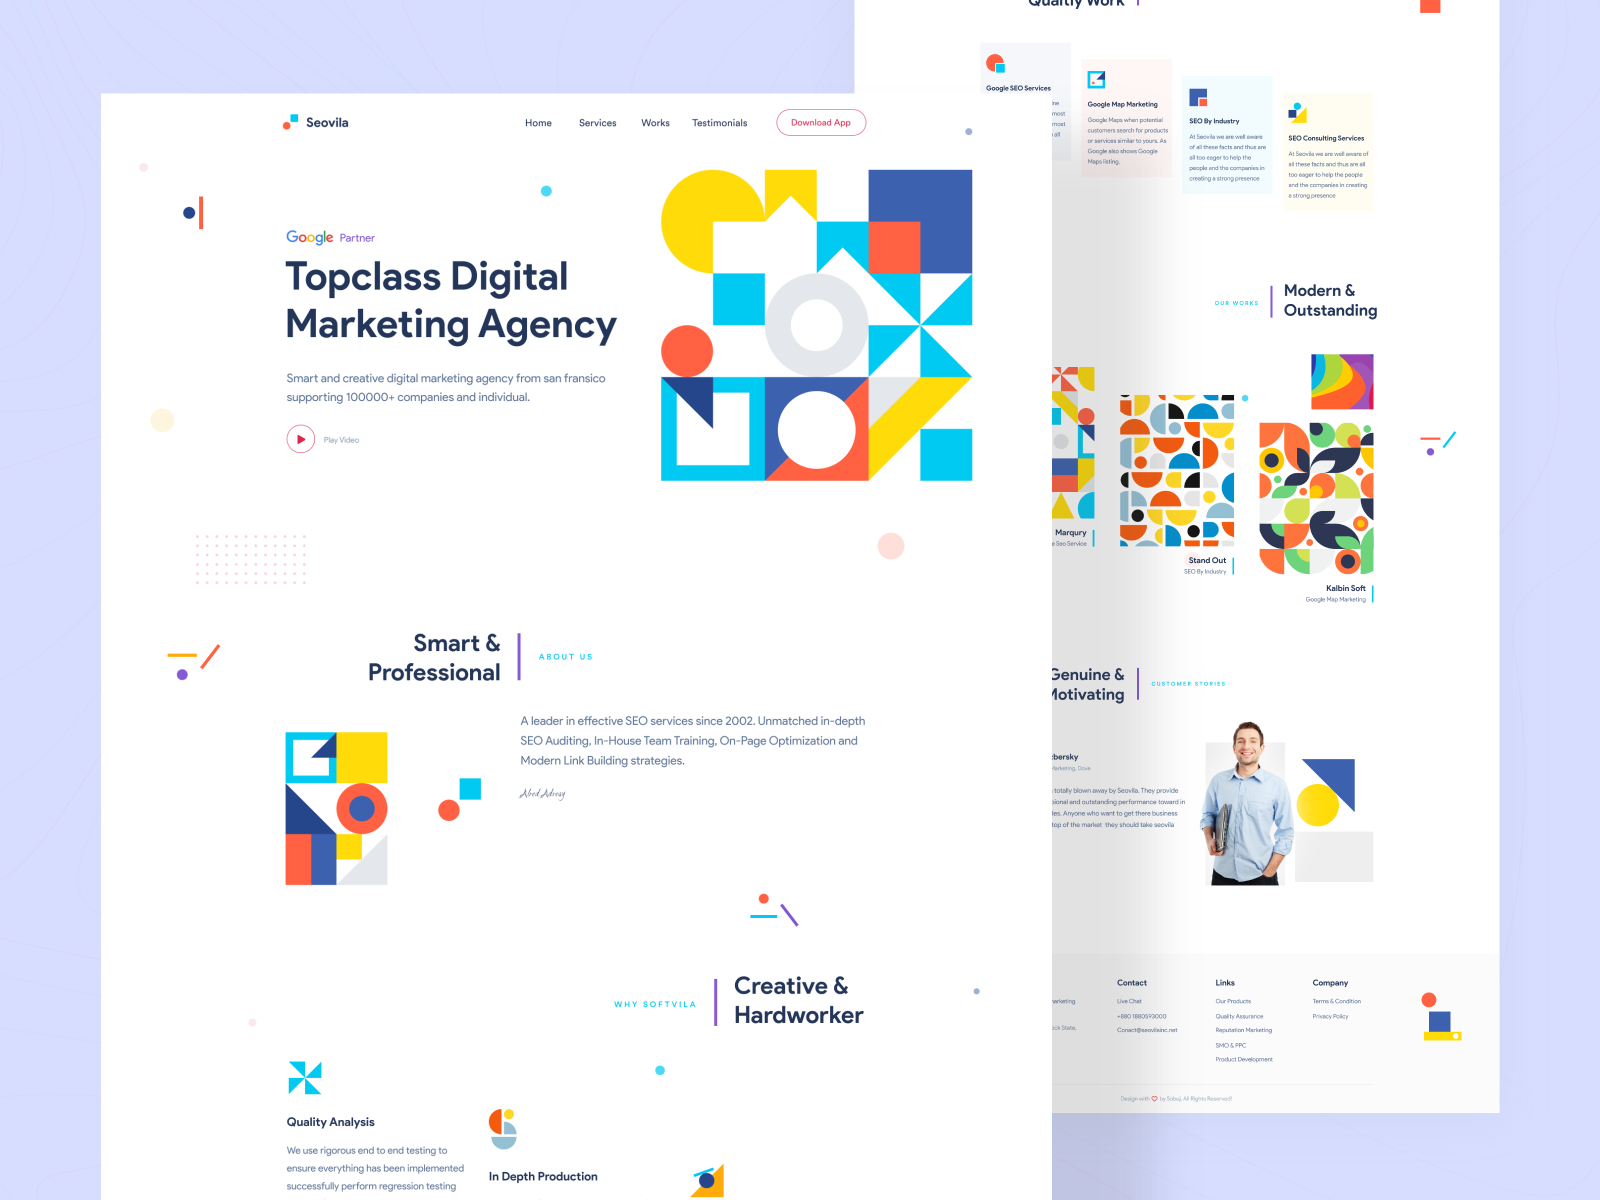 Seovila
Home
Services
Works
Testimonials
Download App
Google Partner
Topclass Digital
Marketing Agency
Smart and creative digital marketing agency from san fransico
supporting 100000+ companies and individual.
Play Video
Smart &
Professional
ABOUT US
A leader in effective SEO services since 2002. Unmatched in-depth
SEO Auditing, In-House Team Training, On-Page Optimization and
Modern Link Building strategies.
WHY SOFTVILA
Creative &
Hardworker
Quality Analysis
We use rigorous end to end testing to
ensure everything has been implemented
successfully perform regression testing
In Depth Production
Qualtiy Work
Google SEO Services
most
most
all
Google Map Marketing
Google Maps when potential
customers search for products
or services similar to yours. As
Google also shows Google
Maps listing.
SEO By Industry
At Seovila we are well aware
of all these facts and thus are
all too eager to help the
people and the companies in
creating a strong presence
SEO Consulting Services
At Seovila we are well aware of
all these facts and thus are all
too eager to help the people
and the companies in creating
a strong presence
OUR WORKS
Modern &
Outstanding
Marqury
e Seo Service
Stand Out
SEO By Industry
Kalbin Soft
Google Map Marketing
Genuine &
Motivating
CUSTOMER STORIES
zbersky
Marketing, Dove
totally blown away by Seovila. They provide
sional and outstanding performance toward in
les. Anyone who want to get there business
top of the market they should take seovila
marketing
ock State,
Contact
Live Chat
+880 1880593000
Conact@seovilainc.net
Links
Our Products
Quality Assurance
Reputation Marketing
SMO & PPC
Product Development
Company
Terms & Condition
Privacy Policy
Design with ♡ by Sobuj. All Rights Reserved!